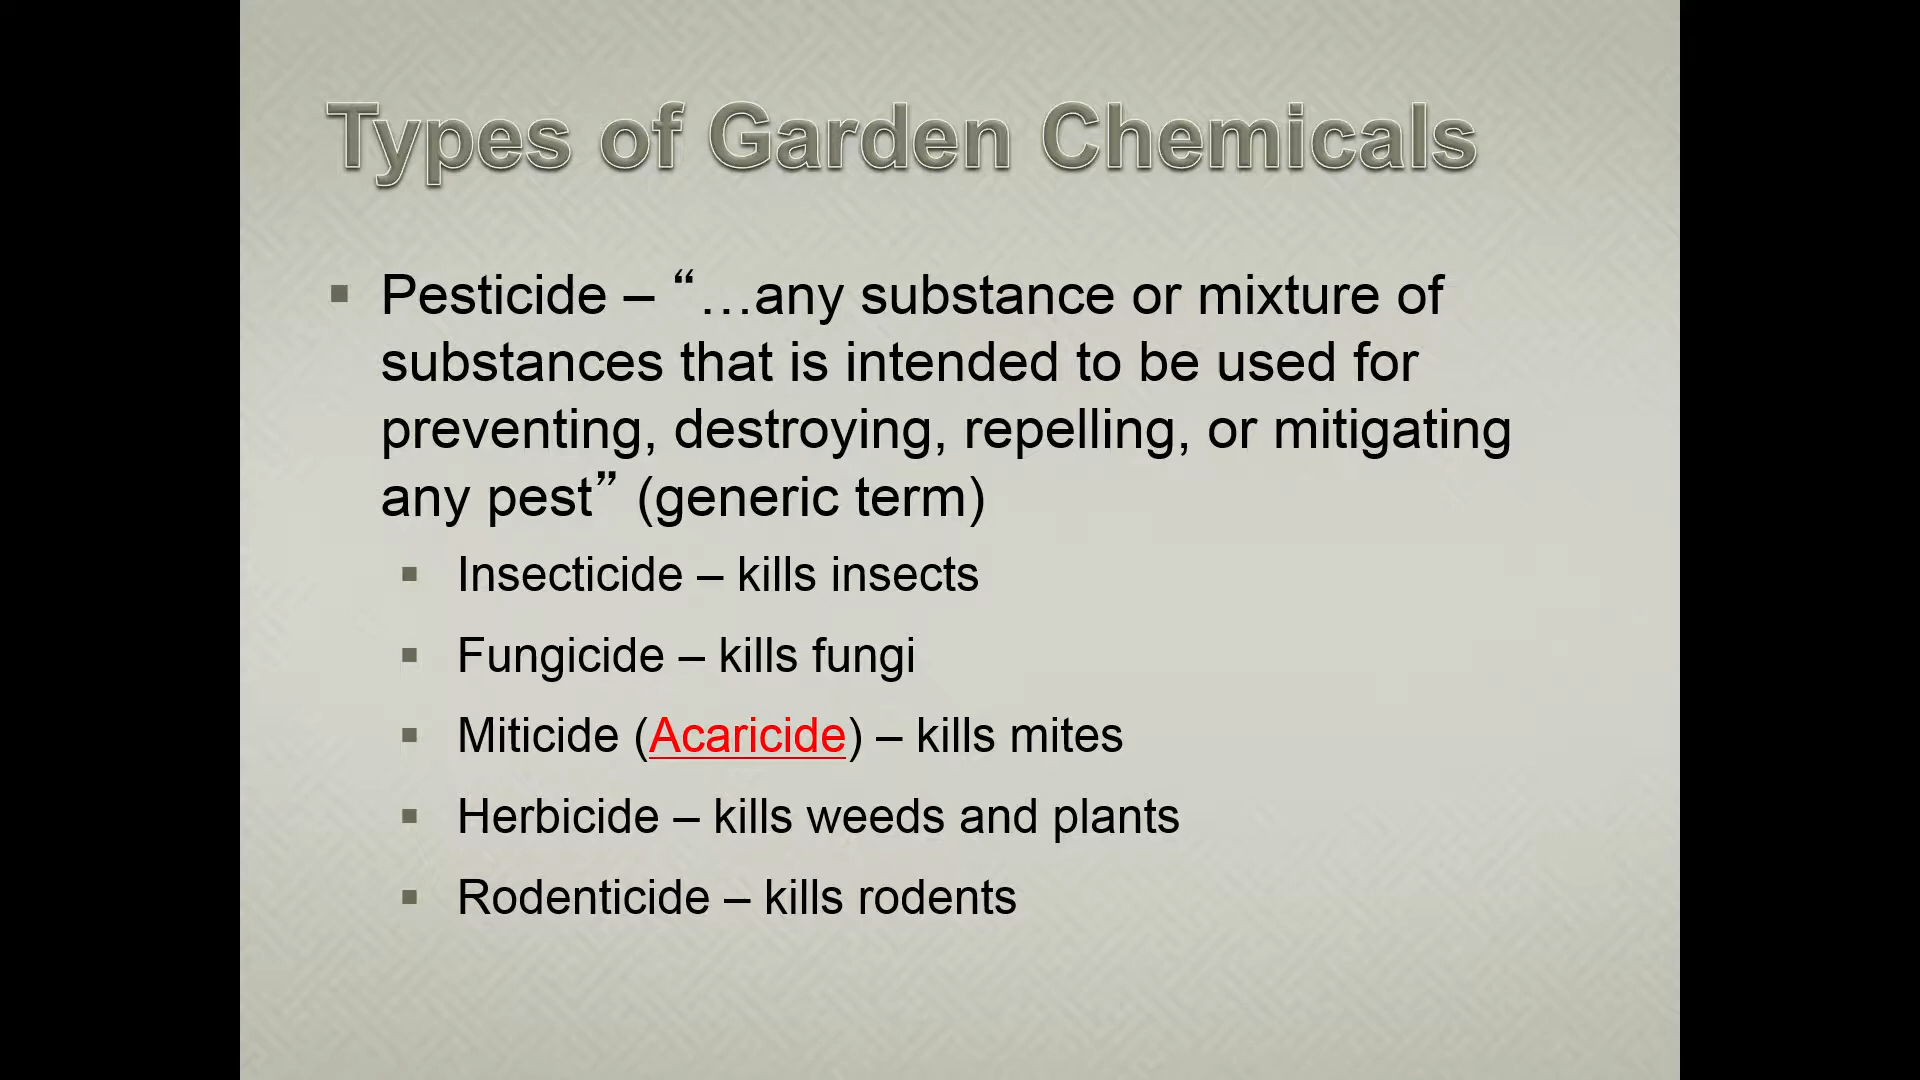 Types of Garden Chemicals
Pesticide – “…any substance or mixture of
substances that is intended to be used for
preventing, destroying, repelling, or mitigating
any pest” (generic term)
Insecticide – kills insects
Fungicide – kills fungi
Miticide (Acaricide) – kills mites
Herbicide – kills weeds and plants
Rodenticide – kills rodents